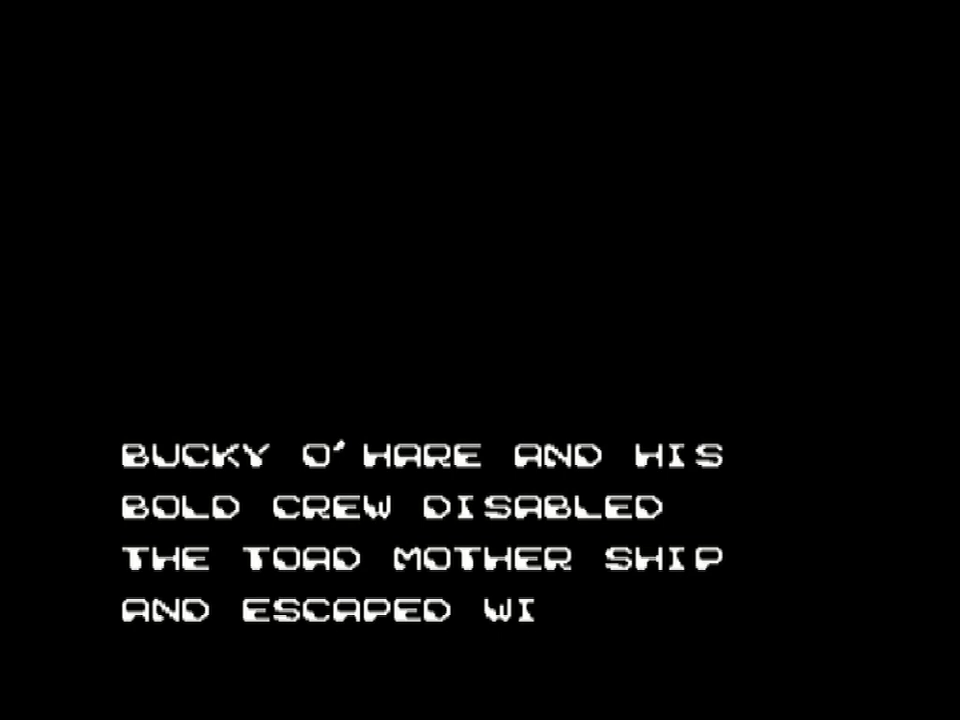 BUCKY O'HARE AND HIS
BOLD CREW DISABLED
THE TOAD MOTHER SHIP
AND ESCAPED WI